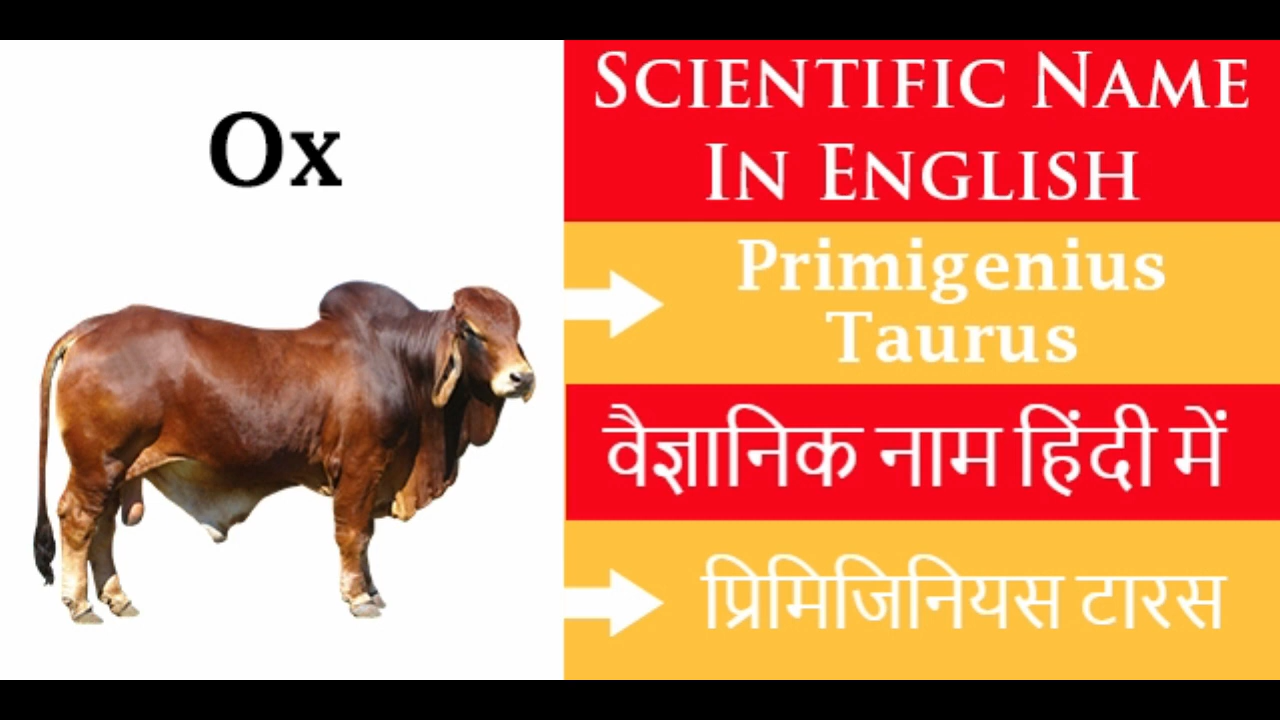 Ox
Scientific Name
In English
Primigenius
Taurus
वैज्ञानिक नाम हिंदी में
प्रिमिजिनियस टारस